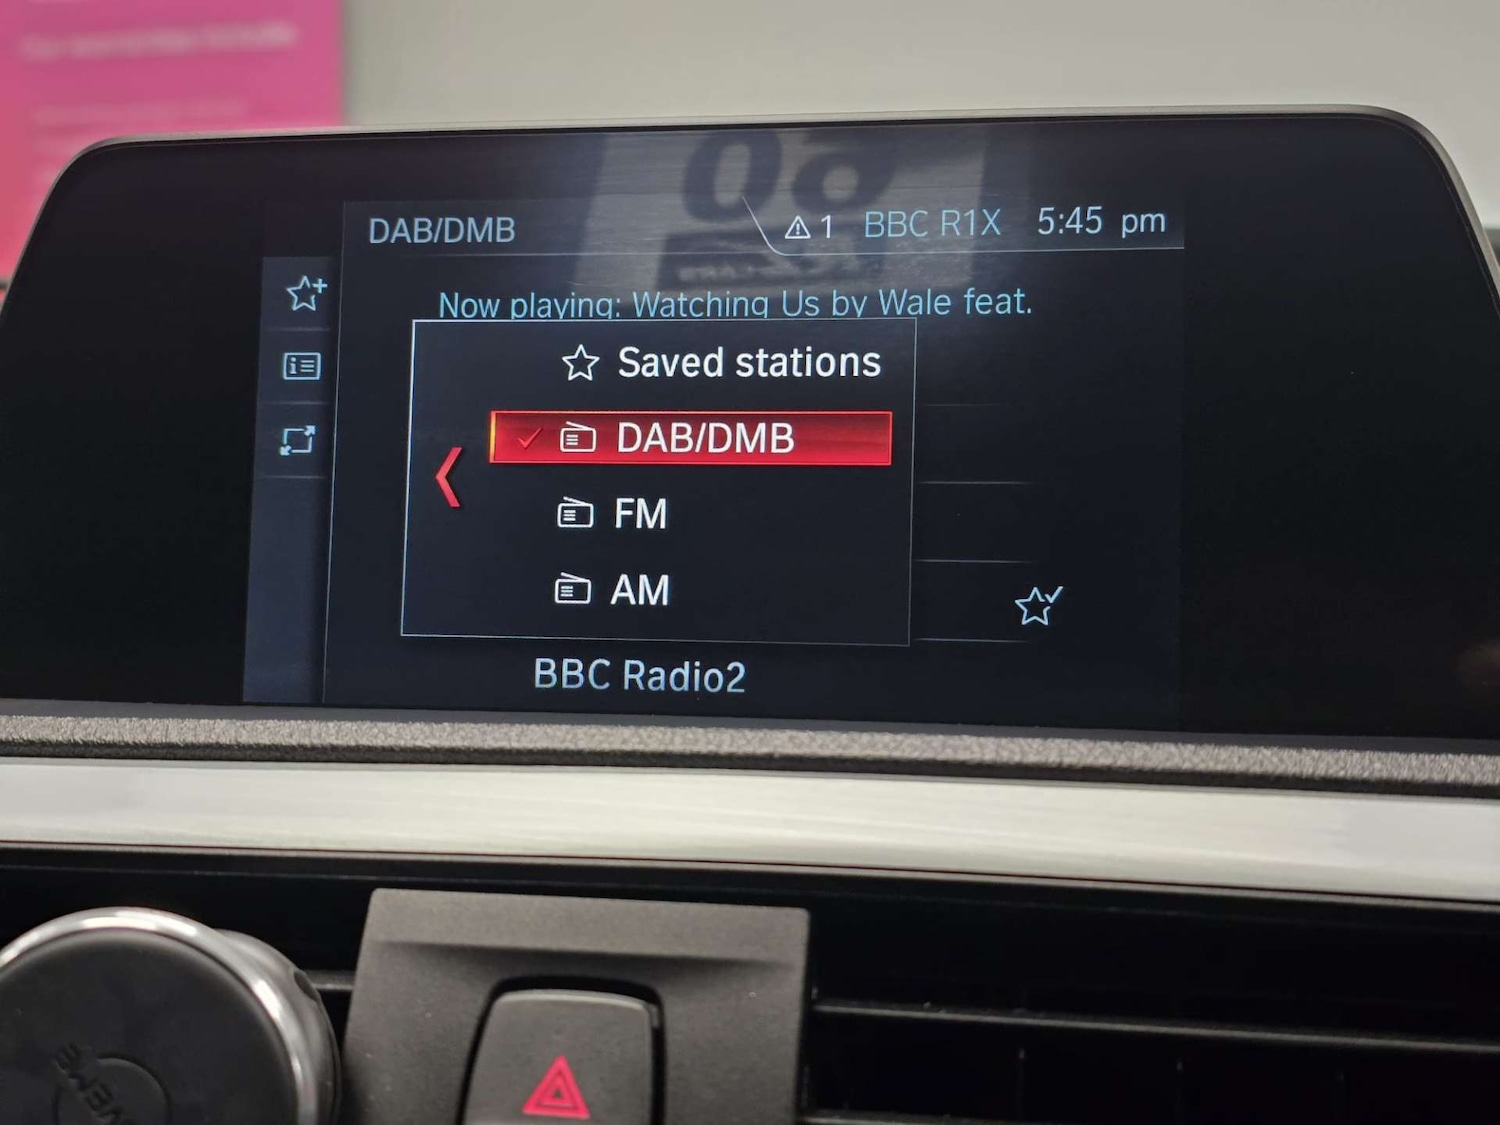 DAB/DMB
1 BBC R1X 5:45 pm
Now playing: Watching Us by Wale feat.
Saved stations
DAB/DMB
FM
AM
BBC Radio2